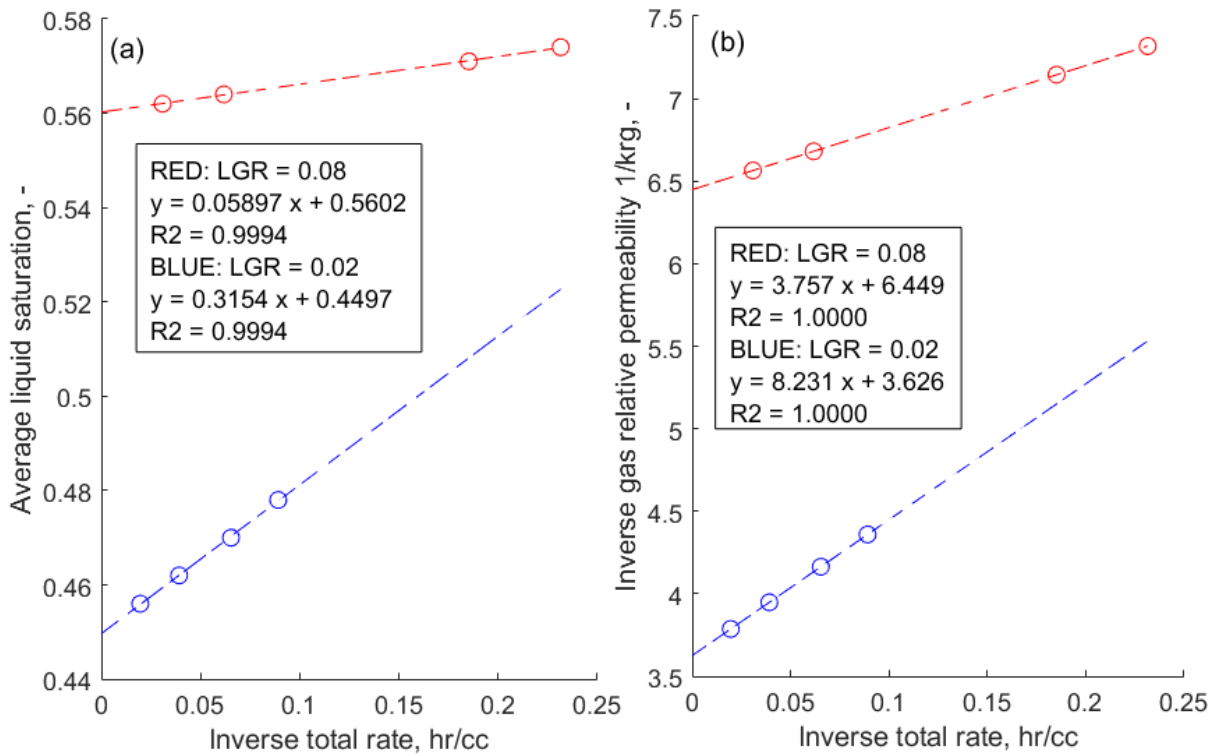 (a)
0.58
0.56
0.54
0.52
0.5
0.48
0.46
0.44
Average liquid saturation, -
RED: LGR = 0.08
y = 0.05897 x + 0.5602
R2 = 0.9994
BLUE: LGR = 0.02
y = 0.3154 x + 0.4497
R2 = 0.9994
0 0.05 0.1 0.15 0.2 0.25
Inverse total rate, hr/cc
(b)
7.5
7
6.5
6
5.5
5
4.5
4
3.5
Inverse gas relative permeability 1/krg, -
RED: LGR = 0.08
y = 3.757 x + 6.449
R2 = 1.0000
BLUE: LGR = 0.02
y = 8.231 x + 3.626
R2 = 1.0000
0 0.05 0.1 0.15 0.2 0.25
Inverse total rate, hr/cc